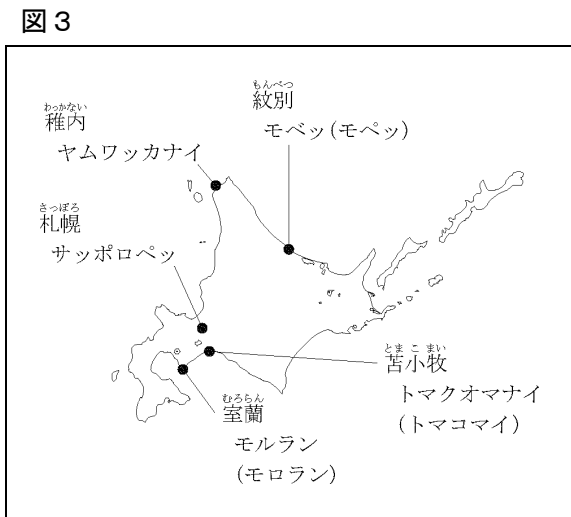 図３
もんべつ
紋別
モベッ(モペッ)
わっかない
稚内
ヤムワッカナイ
さっぽろ
札幌
サッポロペッ
とまこまい
苫小牧
トマクオマナイ
(トマコマイ)
むろらん
室蘭
モルラン
(モロラン)